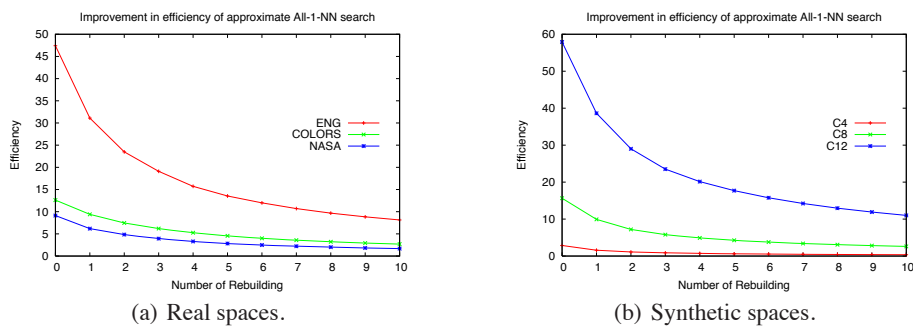 Improvement in efficiency of approximate All-1-NN search
50
45
40
35
30
25
20
15
10
5
0
Efficiency
ENG
COLORS
NASA
0 1 2 3 4 5 6 7 8 9 10
Number of Rebuilding
(a) Real spaces.
Improvement in efficiency of approximate All-1-NN search
60
50
40
30
20
10
0
Efficiency
C4
C8
C12
0 1 2 3 4 5 6 7 8 9 10
Number of Rebuilding
(b) Synthetic spaces.